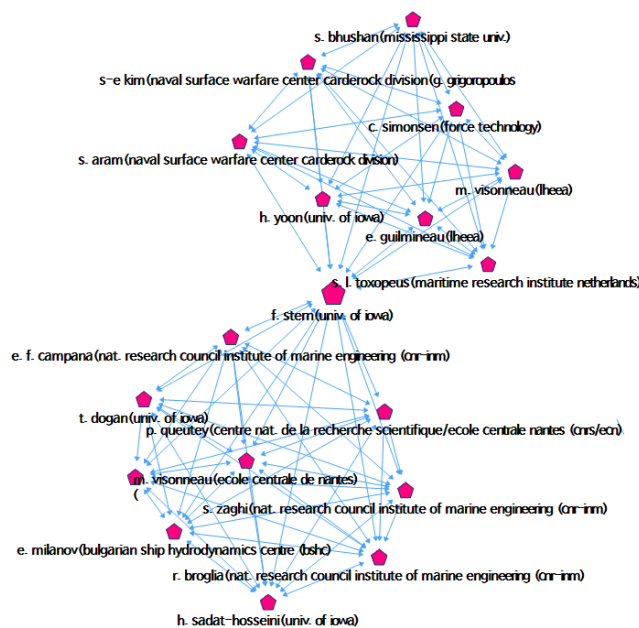 s. bhushan(mississippi state univ.)
s-e kim(naval surface warfare center carderock division(g. grigoropoulos
c. simonsen(force technology)
s. aram(naval surface warfare center carderock division)
m. visonneau(lheea)
h. yoon(univ. of iowa)
e. guilmineau(lheea)
s. l. toxopeus(maritime research institute netherlands)
f. stern(univ. of iowa)
e. f. campana(nat. research council institute of marine engineering (cnr-inm)
t. dogan(univ. of iowa)
p. queutey(centre nat. de la recherche scientifique/ecole centrale nantes (cnrs/ecn)
m. visonneau(ecole centrale de nantes)
(
s. zaghi(nat. research council institute of marine engineering (cnr-inm)
e. milanov(bulgarian ship hydrodynamics centre (bshc)
r. broglia(nat. research council institute of marine engineering (cnr-inm)
h. sadat-hosseini(univ. of iowa)